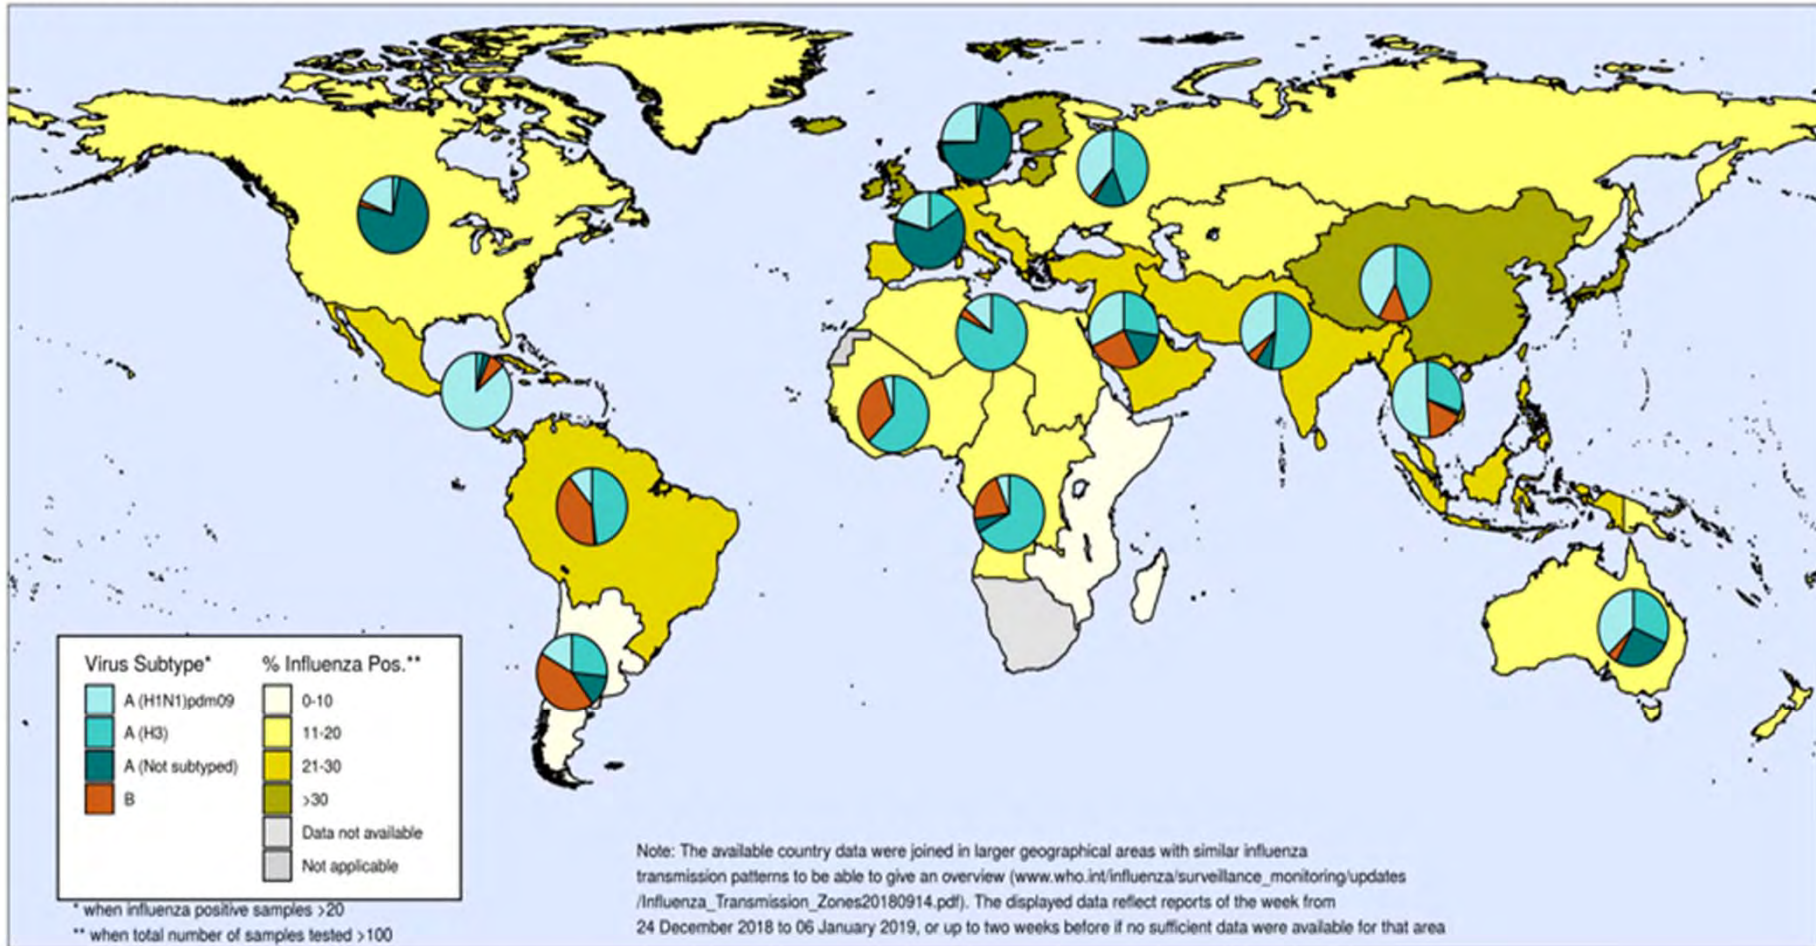 Virus Subtype*
A (H1N1)pdm09
A (H3)
A (Not subtyped)
B
% Influenza Pos.**
0-10
11-20
21-30
>30
Data not available
Not applicable
* when influenza positive samples >20
** when total number of samples tested >100
Note: The available country data were joined in larger geographical areas with similar influenza
transmission patterns to be able to give an overview (www.who.int/influenza/surveillance_monitoring/updates
/Influenza_Transmission_Zones20180914.pdf). The displayed data reflect reports of the week from
24 December 2018 to 06 January 2019, or up to two weeks before if no sufficient data were available for that area